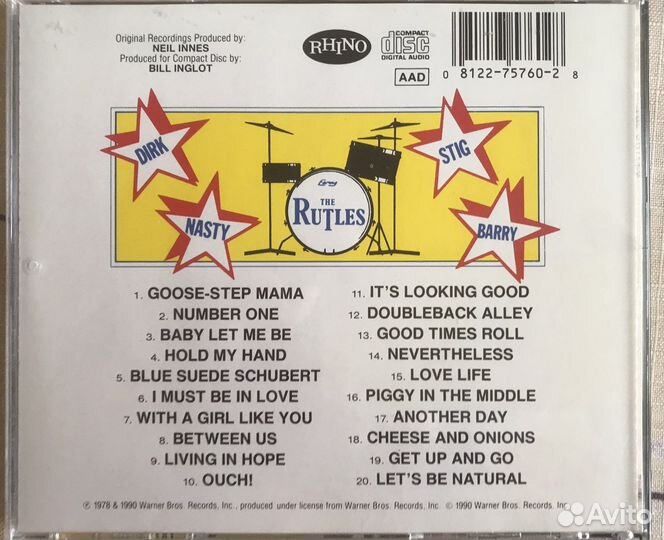 Original Recordings Produced by:
NEIL INNES
Produced for Compact Disc by:
BILL INGLOT
RHINO
COMPACT
disc
DIGITAL AUDIO
AAD
0 8122-75760-2 8
DIRK
STIG
NASTY
BARRY
THE
RUTLES
1. GOOSE-STEP MAMA
2. NUMBER ONE
3. BABY LET ME BE
4. HOLD MY HAND
5. BLUE SUEDE SCHUBERT
6. I MUST BE IN LOVE
7. WITH A GIRL LIKE YOU
8. BETWEEN US
9. LIVING IN HOPE
10. OUCH!
11. IT'S LOOKING GOOD
12. DOUBLEBACK ALLEY
13. GOOD TIMES ROLL
14. NEVERTHELESS
15. LOVE LIFE
16. PIGGY IN THE MIDDLE
17. ANOTHER DAY
18. CHEESE AND ONIONS
19. GET UP AND GO
20. LET'S BE NATURAL
℗ 1978 & 1990 Warner Bros. Records, Inc., produced under license from Warner Bros. Records, Inc. © 1990 Warner Bros. Records, Inc.
Avito